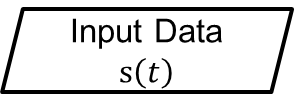 Input Data
s(t)